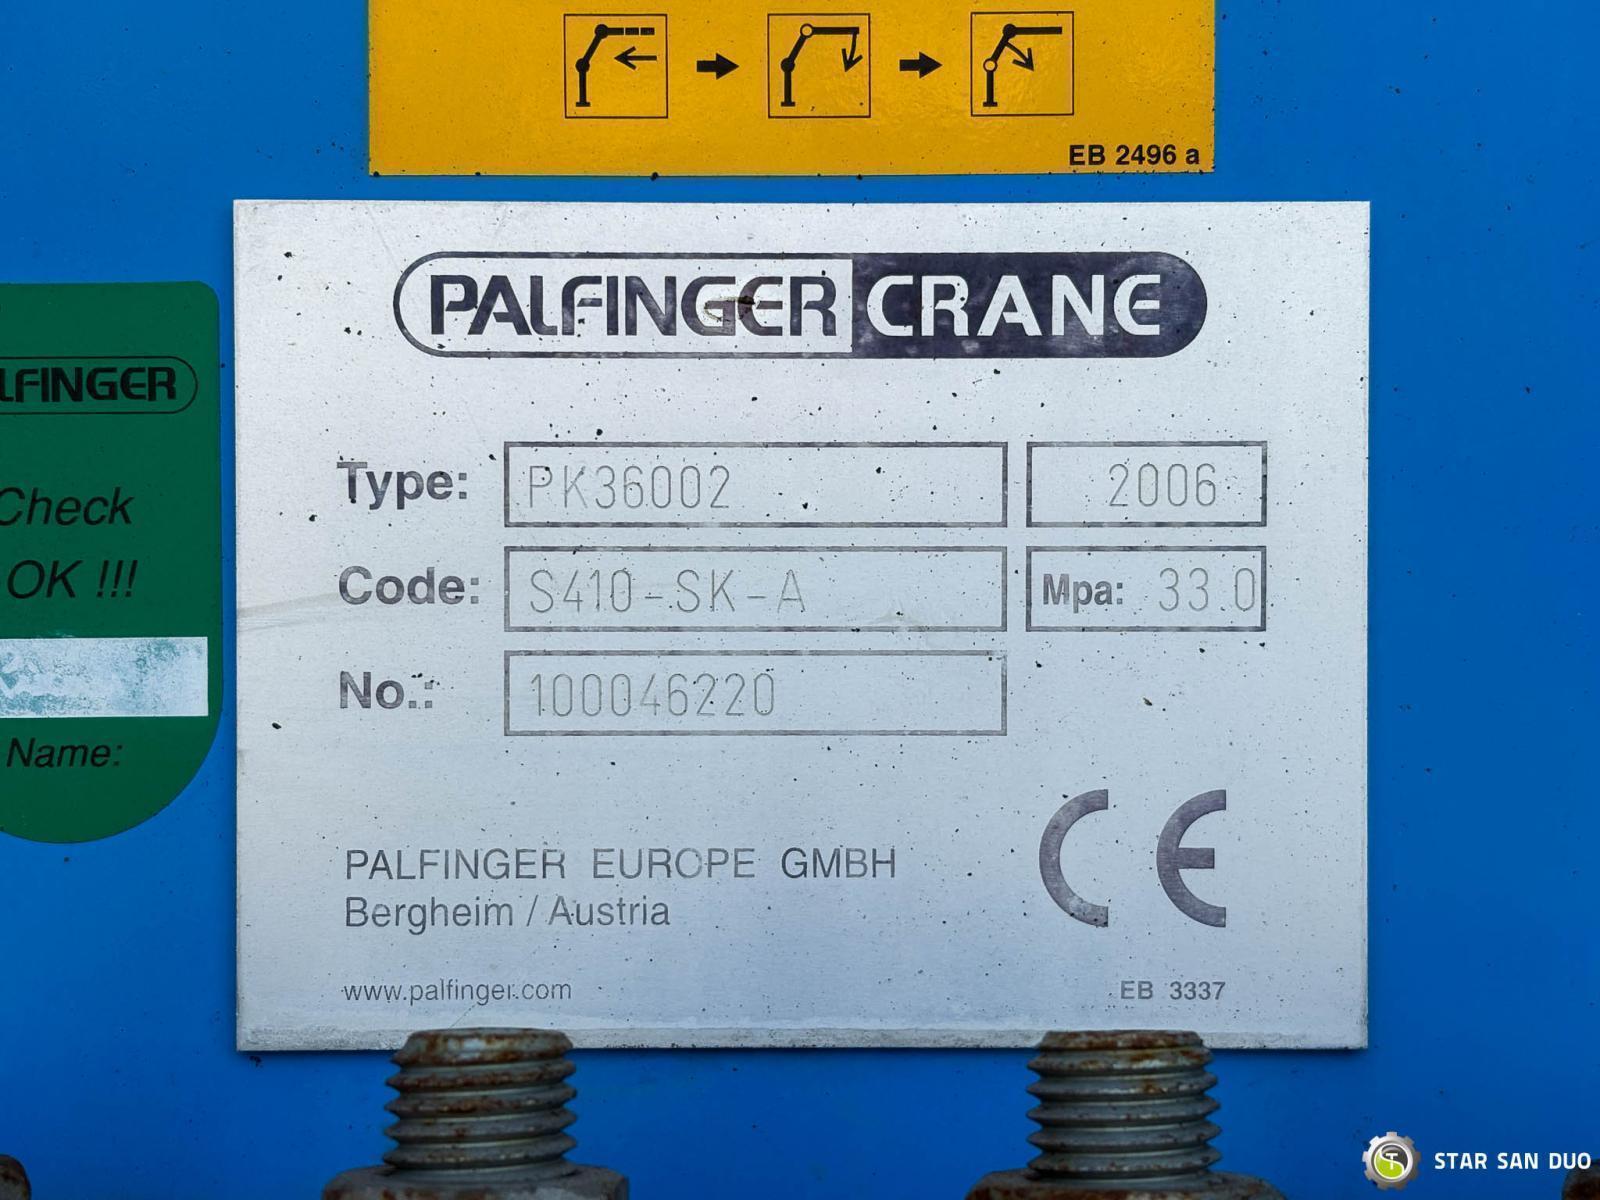 EB 2496 a
PALFINGER CRANE
LFINGER
Check
OK !!!
Name:
Type: PK36002 2006
Code: S410-SK-A Mpa: 33.0
No.: 100046220
PALFINGER EUROPE GMBH
Bergheim / Austria
CE
www.palfinger.com EB 3337
STAR SAN DUO